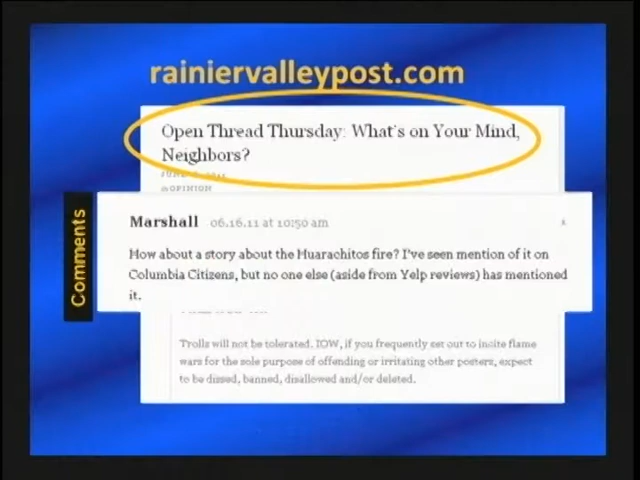 rainiervalleypost.com
Open Thread Thursday: What's on Your Mind,
Neighbors?
OPINION
Comments
Marshall 06.16.11 at 10:50 am
1
How about a story about the Huarachitos fire? I've seen mention of it on
Columbia Citizens, but no one else (aside from Yelp reviews) has mentioned
it.
Trolls will not be tolerated. IOW, if you frequently set out to incite flame
wars for the sole purpose of offending or irritating other posters, expect
to be dissed, banned, disallowed and/or deleted.